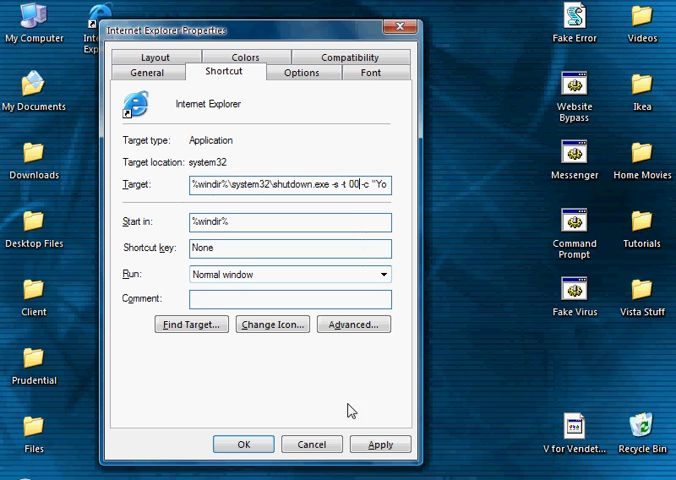 Internet Explorer Properties
My Computer
My Documents
Downloads
Desktop Files
Client
Prudential
Files
Layout
Colors
Compatibility
General
Shortcut
Options
Font
Internet Explorer
Target type:
Application
Target location:
system32
Target:
%windir%\system32\shutdown.exe -s -t 00 -c "Yo
Start in:
%windir%
Shortcut key:
None
Run:
Normal window
Comment:
Find Target...
Change Icon...
Advanced...
OK
Cancel
Apply
Fake Error
Videos
Website
Bypass
Ikea
Messenger
Home Movies
Command
Prompt
Tutorials
Fake Virus
Vista Stuff
V for Vendet...
Recycle Bin